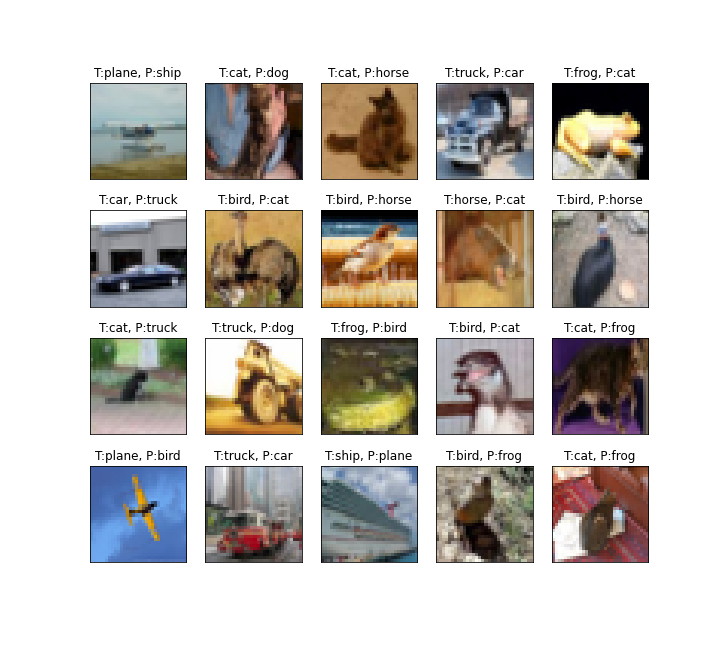 T:plane, P:ship
T:cat, P:dog
T:cat, P:horse
T:truck, P:car
T:frog, P:cat
T:car, P:truck
T:bird, P:cat
T:bird, P:horse
T:horse, P:cat
T:bird, P:horse
T:cat, P:truck
T:truck, P:dog
T:frog, P:bird
T:bird, P:cat
T:cat, P:frog
T:plane, P:bird
T:truck, P:car
T:ship, P:plane
T:bird, P:frog
T:cat, P:frog